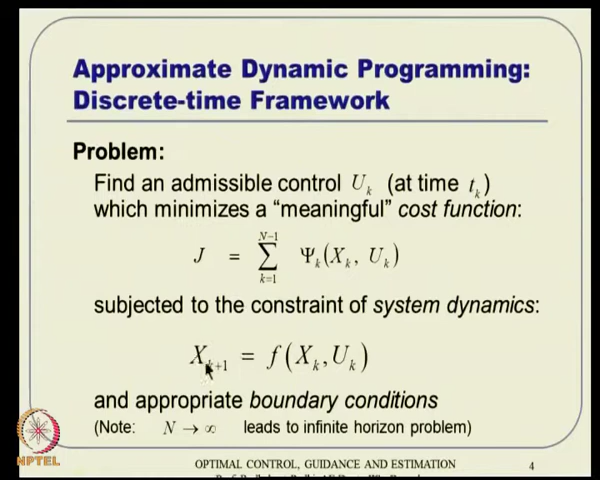 Approximate Dynamic Programming:
Discrete-time Framework
Problem:
Find an admissible control U_k (at time t_k)
which minimizes a “meaningful” cost function:
J = ∑_{k=1}^{N−1} Ψ_k(X_k, U_k)
subjected to the constraint of system dynamics:
X_{k+1} = f(X_k, U_k)
and appropriate boundary conditions
(Note: N → ∞ leads to infinite horizon problem)
NPTEL
OPTIMAL CONTROL, GUIDANCE AND ESTIMATION
4